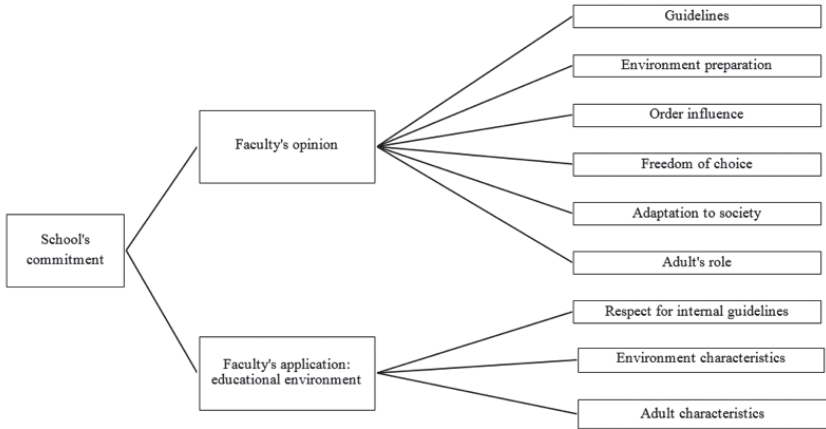 School's
commitment
Faculty's opinion
Guidelines
Environment preparation
Order influence
Freedom of choice
Adaptation to society
Adult's role
Faculty's application:
educational environment
Respect for internal guidelines
Environment characteristics
Adult characteristics